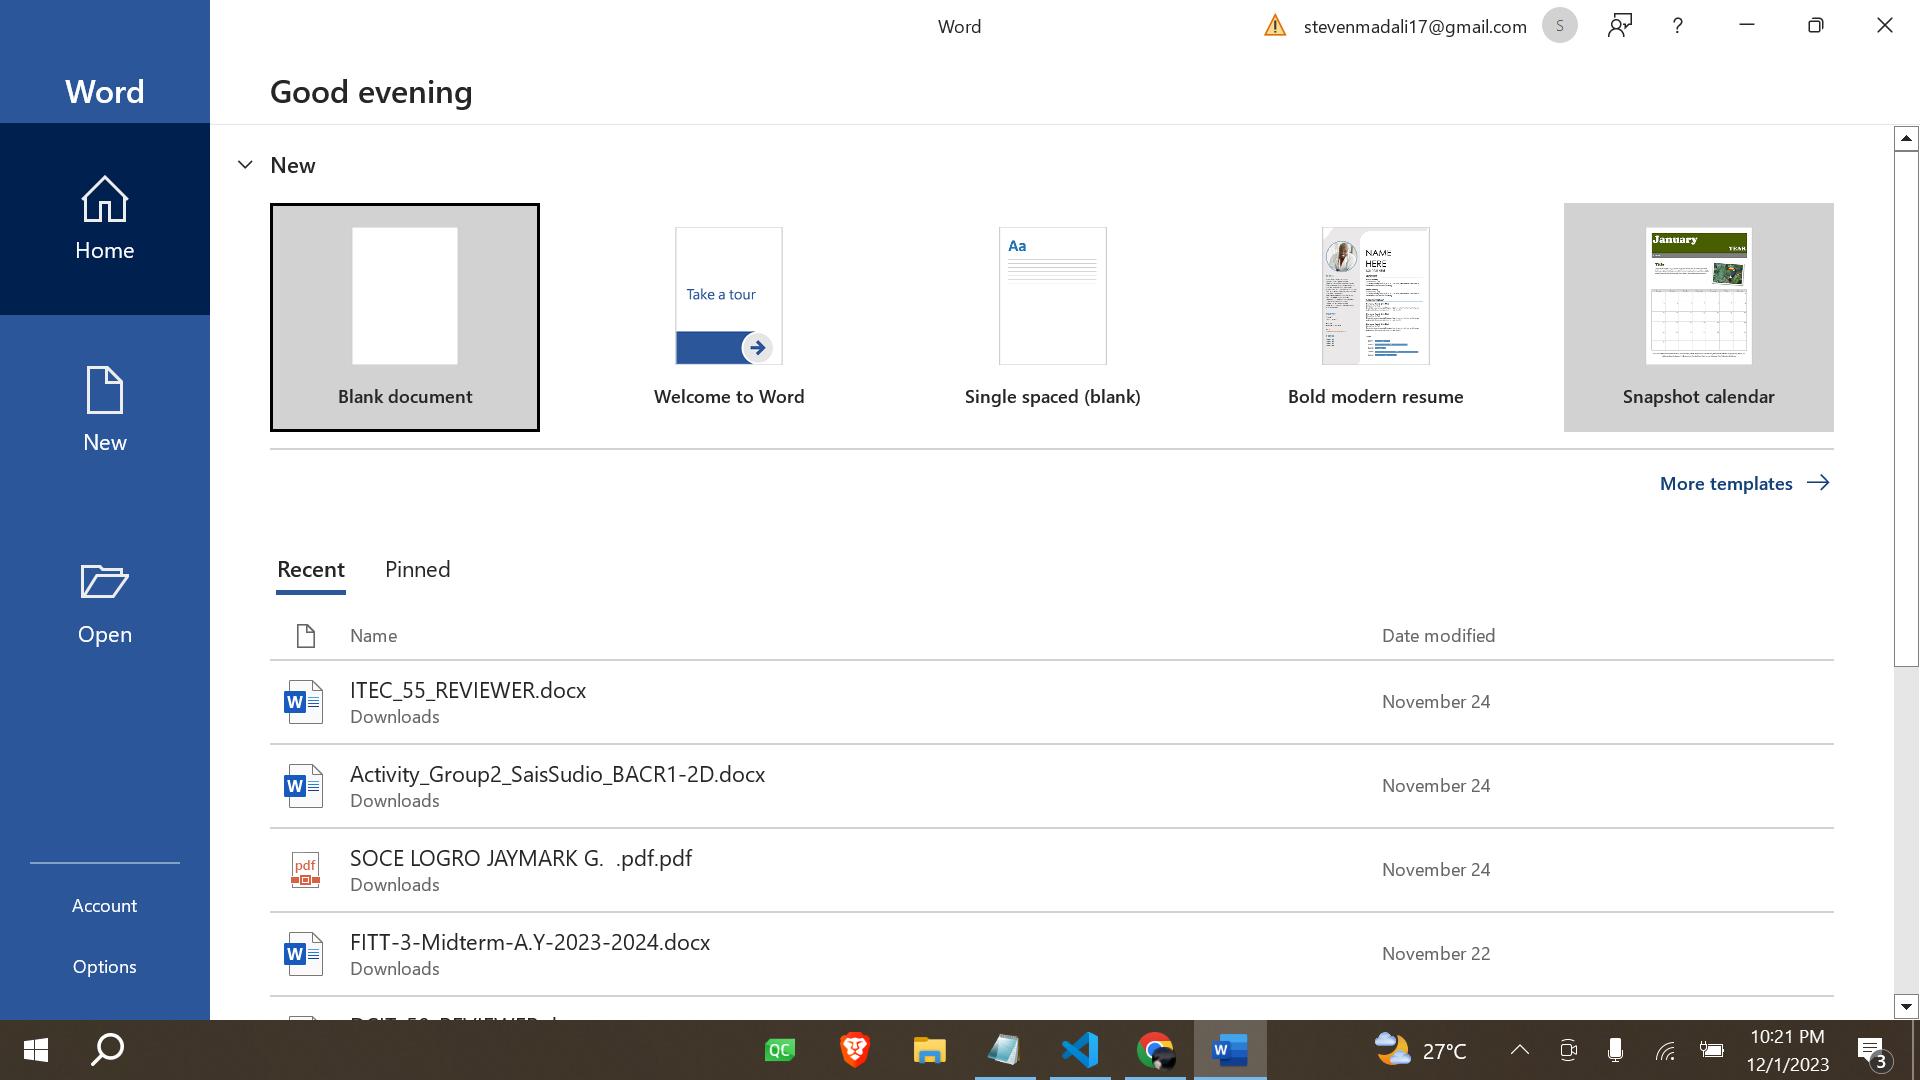 Word
stevenmadali17@gmail.com
S
?
Word
Good evening
Home
New
Open
Account
Options
New
Blank document
Take a tour
Welcome to Word
Aa
Single spaced (blank)
NAME
HERE
Bold modern resume
January
YEAR
Title
Snapshot calendar
More templates
Recent
Pinned
Name
Date modified
ITEC_55_REVIEWER.docx
Downloads
November 24
Activity_Group2_SaisSudio_BACR1-2D.docx
Downloads
November 24
pdf
SOCE LOGRO JAYMARK G.  .pdf.pdf
Downloads
November 24
FITT-3-Midterm-A.Y-2023-2024.docx
Downloads
November 22
QC
27°C
10:21 PM
12/1/2023
3